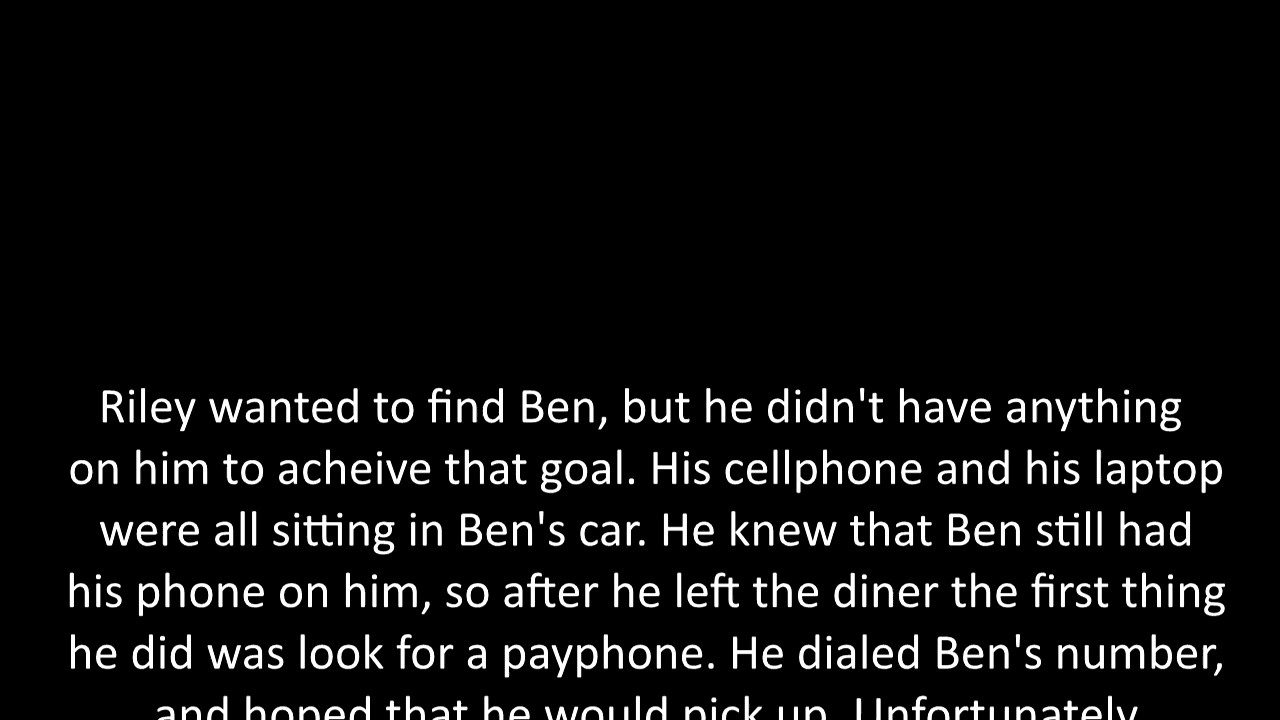 Riley wanted to find Ben, but he didn't have anything
on him to acheive that goal. His cellphone and his laptop
were all sitting in Ben's car. He knew that Ben still had
his phone on him, so after he left the diner the first thing
he did was look for a payphone. He dialed Ben's number,
and hoped that he would pick up. Unfortunately